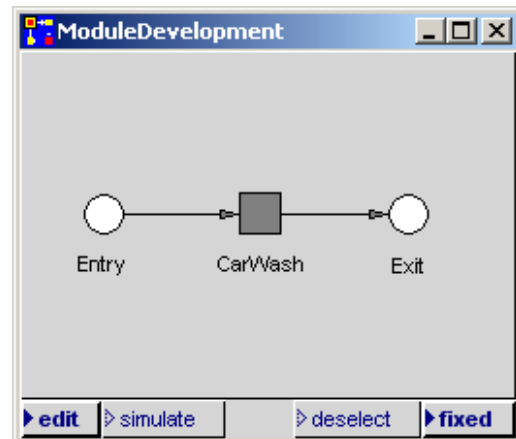 ModuleDevelopment
Entry CarWash Exit
edit simulate deselect fixed